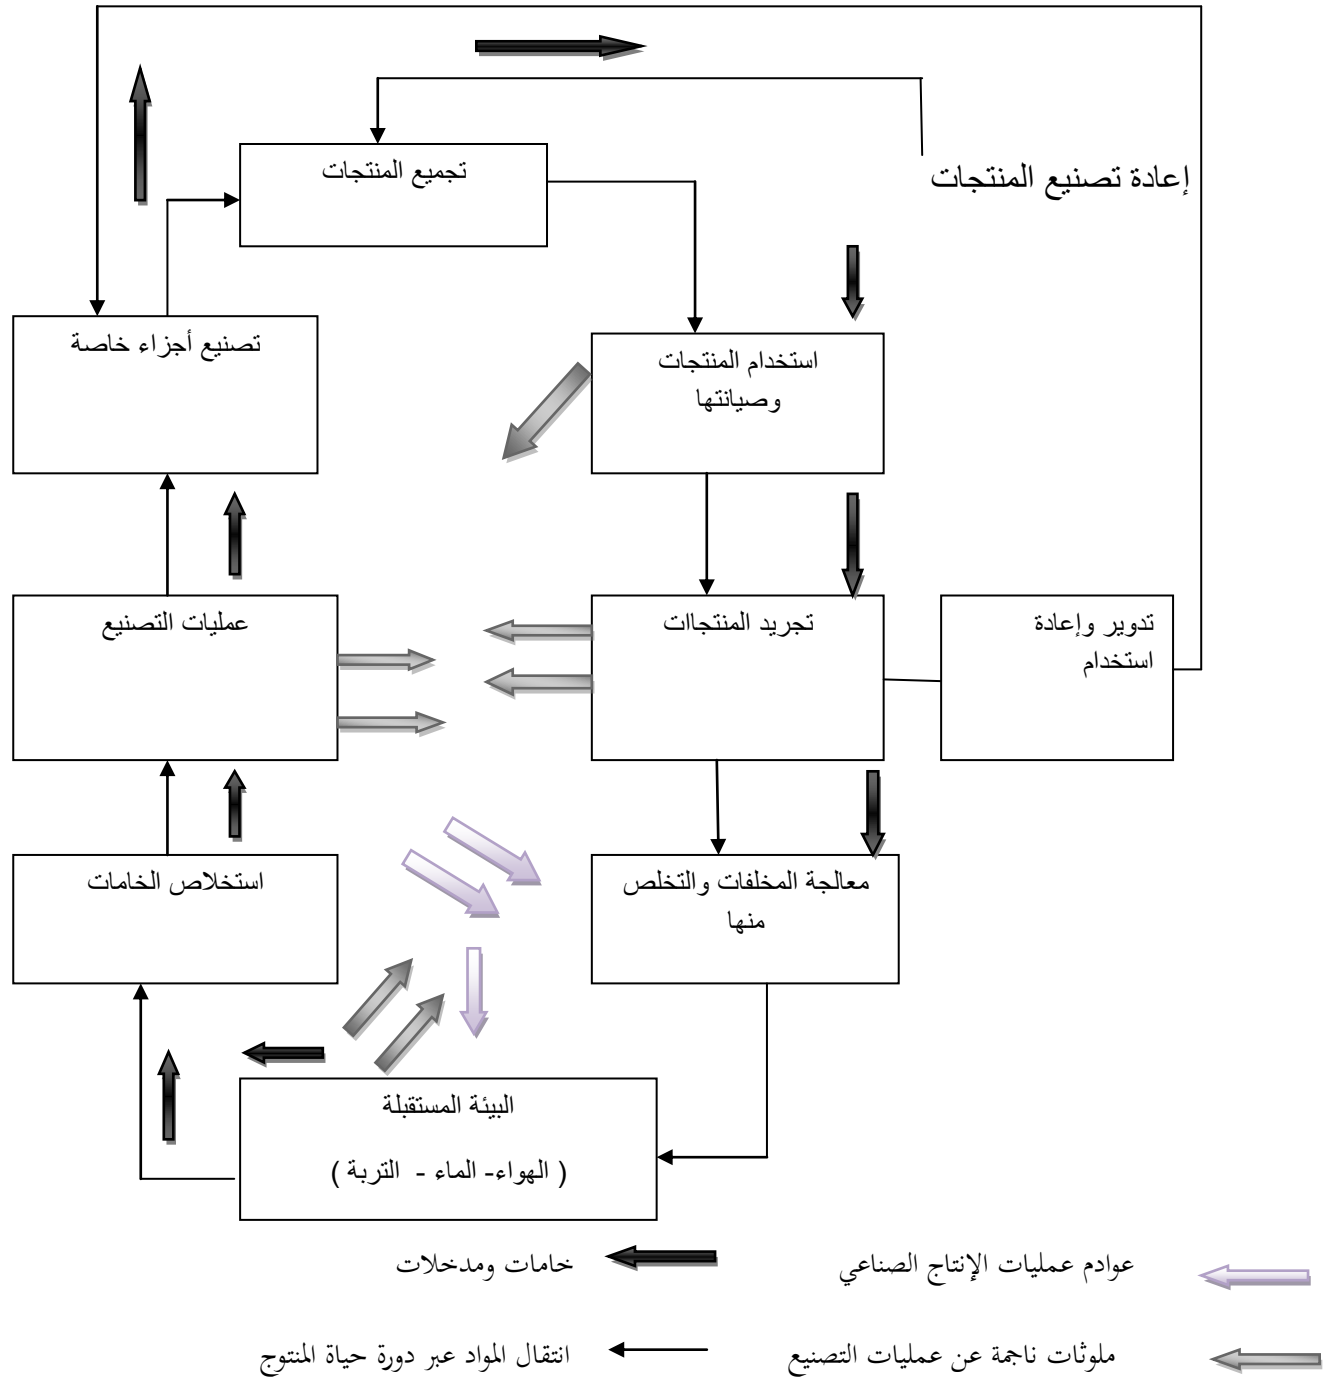 تجميع المنتجات
إعادة تصنيع المنتجات
تصنيع أجزاء خاصة
استخدام المنتجات
وصيانتها
عمليات التصنيع
تجريد المنتجاات
تدوير وإعادة
استخدام
استخلاص الخامات
معالجة المخلفات والتخلص
منها
البيئة المستقبلة
( الهواء- الماء - التربة )
عوادم عمليات الإنتاج الصناعي
خامات ومدخلات
ملوثات ناجمة عن عمليات التصنيع
انتقال المواد عبر دورة حياة المنتوج